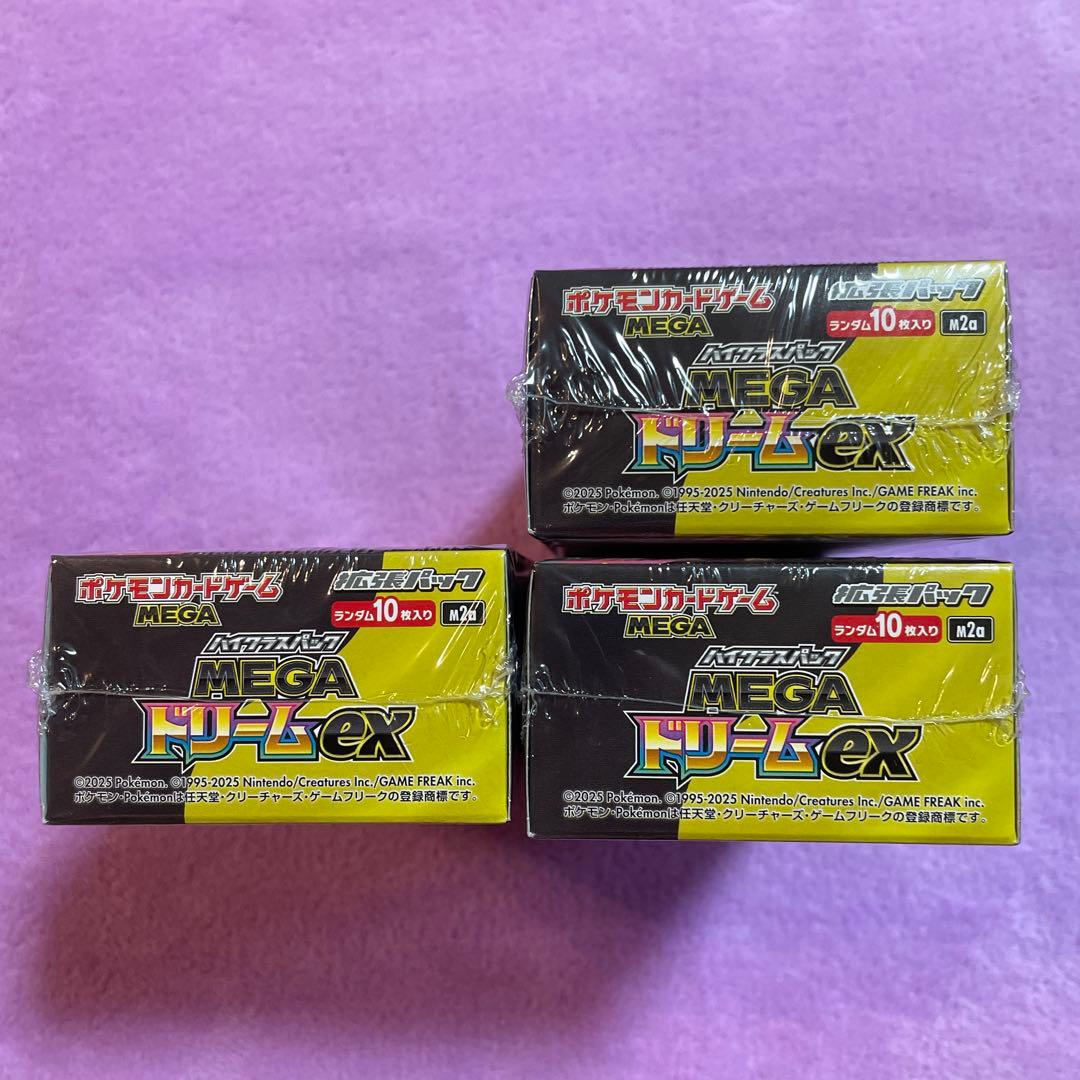 ポケモンカードゲーム
MEGA
拡張パック
ランダム10枚入り M2a
ハイクラスパック
MEGA
ドリームex
©2025 Pokémon. ©1995-2025 Nintendo/Creatures Inc./GAME FREAK inc.
ポケモン・Pokémonは任天堂・クリーチャーズ・ゲームフリークの登録商標です。
ポケモンカードゲーム
MEGA
拡張パック
ランダム10枚入り M2a
ハイクラスパック
MEGA
ドリームex
©2025 Pokémon. ©1995-2025 Nintendo/Creatures Inc./GAME FREAK inc.
ポケモン・Pokémonは任天堂・クリーチャーズ・ゲームフリークの登録商標です。
ポケモンカードゲーム
MEGA
拡張パック
ランダム10枚入り M2a
ハイクラスパック
MEGA
ドリームex
©2025 Pokémon. ©1995-2025 Nintendo/Creatures Inc./GAME FREAK inc.
ポケモン・Pokémonは任天堂・クリーチャーズ・ゲームフリークの登録商標です。